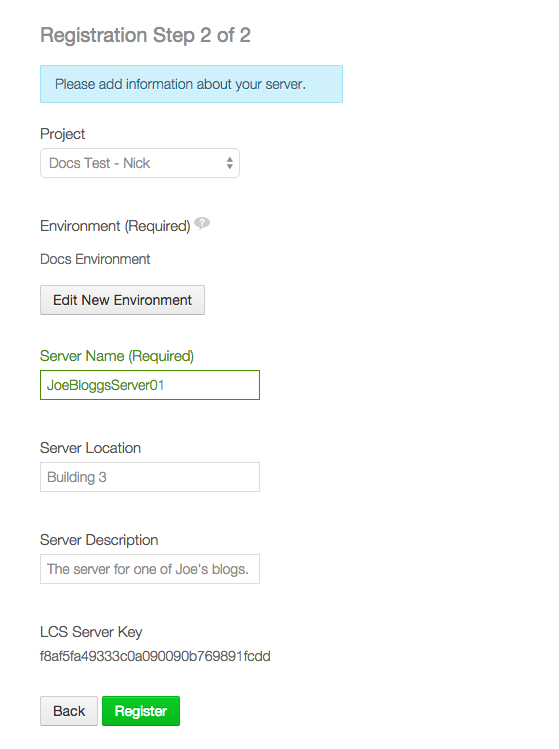 Registration Step 2 of 2
Please add information about your server.
Project
Docs Test - Nick
Environment (Required) ?
Docs Environment
Edit New Environment
Server Name (Required)
JoeBloggsServer01
Server Location
Building 3
Server Description
The server for one of Joe's blogs.
LCS Server Key
f8af5fa49333c0a090090b769891fcdd
Back Register